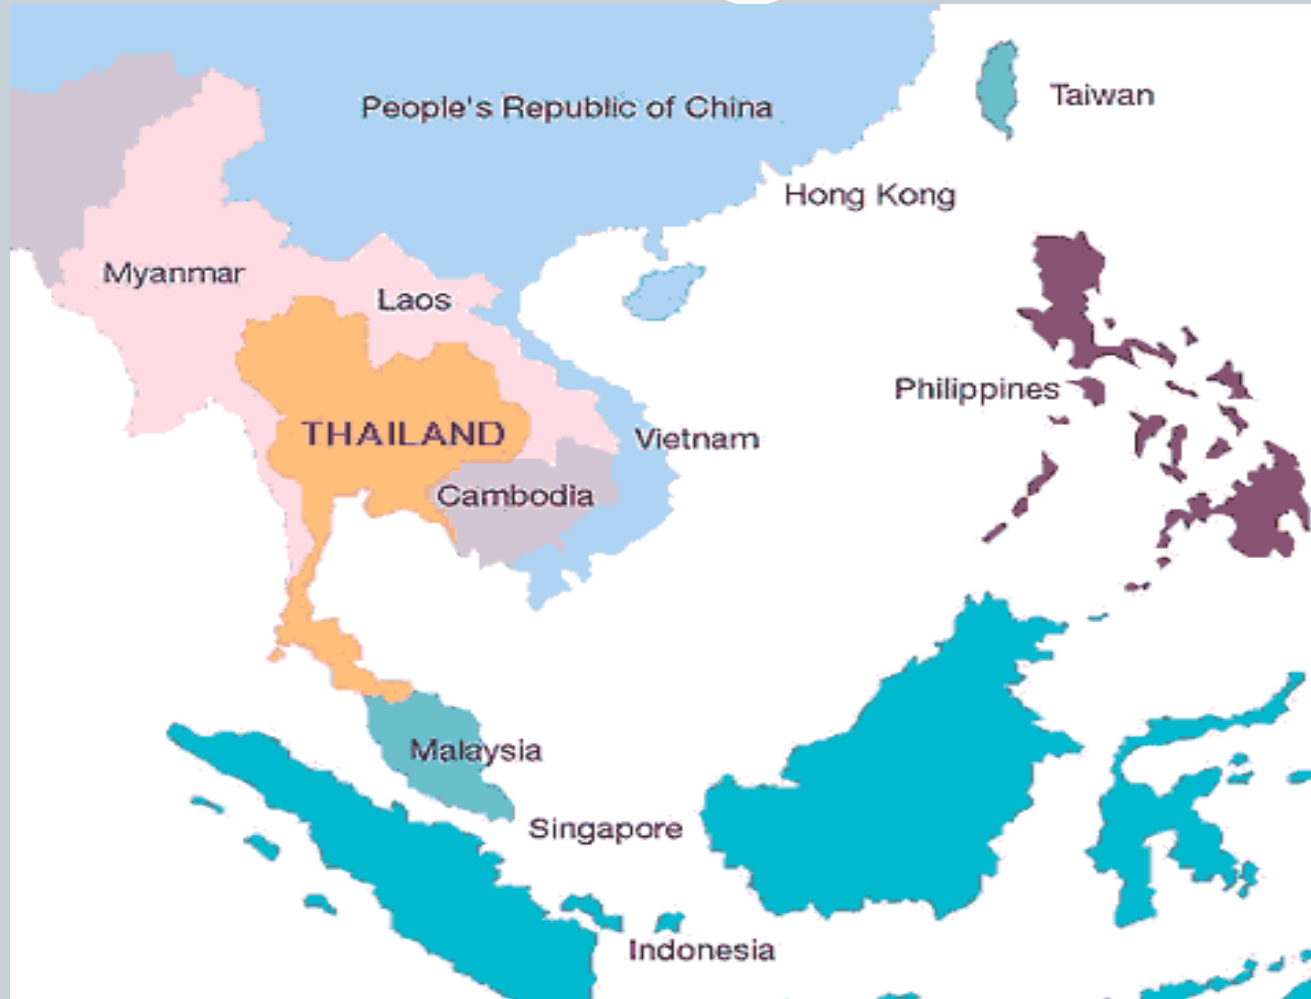 People's Republic of China
Taiwan
Hong Kong
Myanmar
Laos
Philippines
THAILAND
Vietnam
Cambodia
Malaysia
Singapore
Indonesia